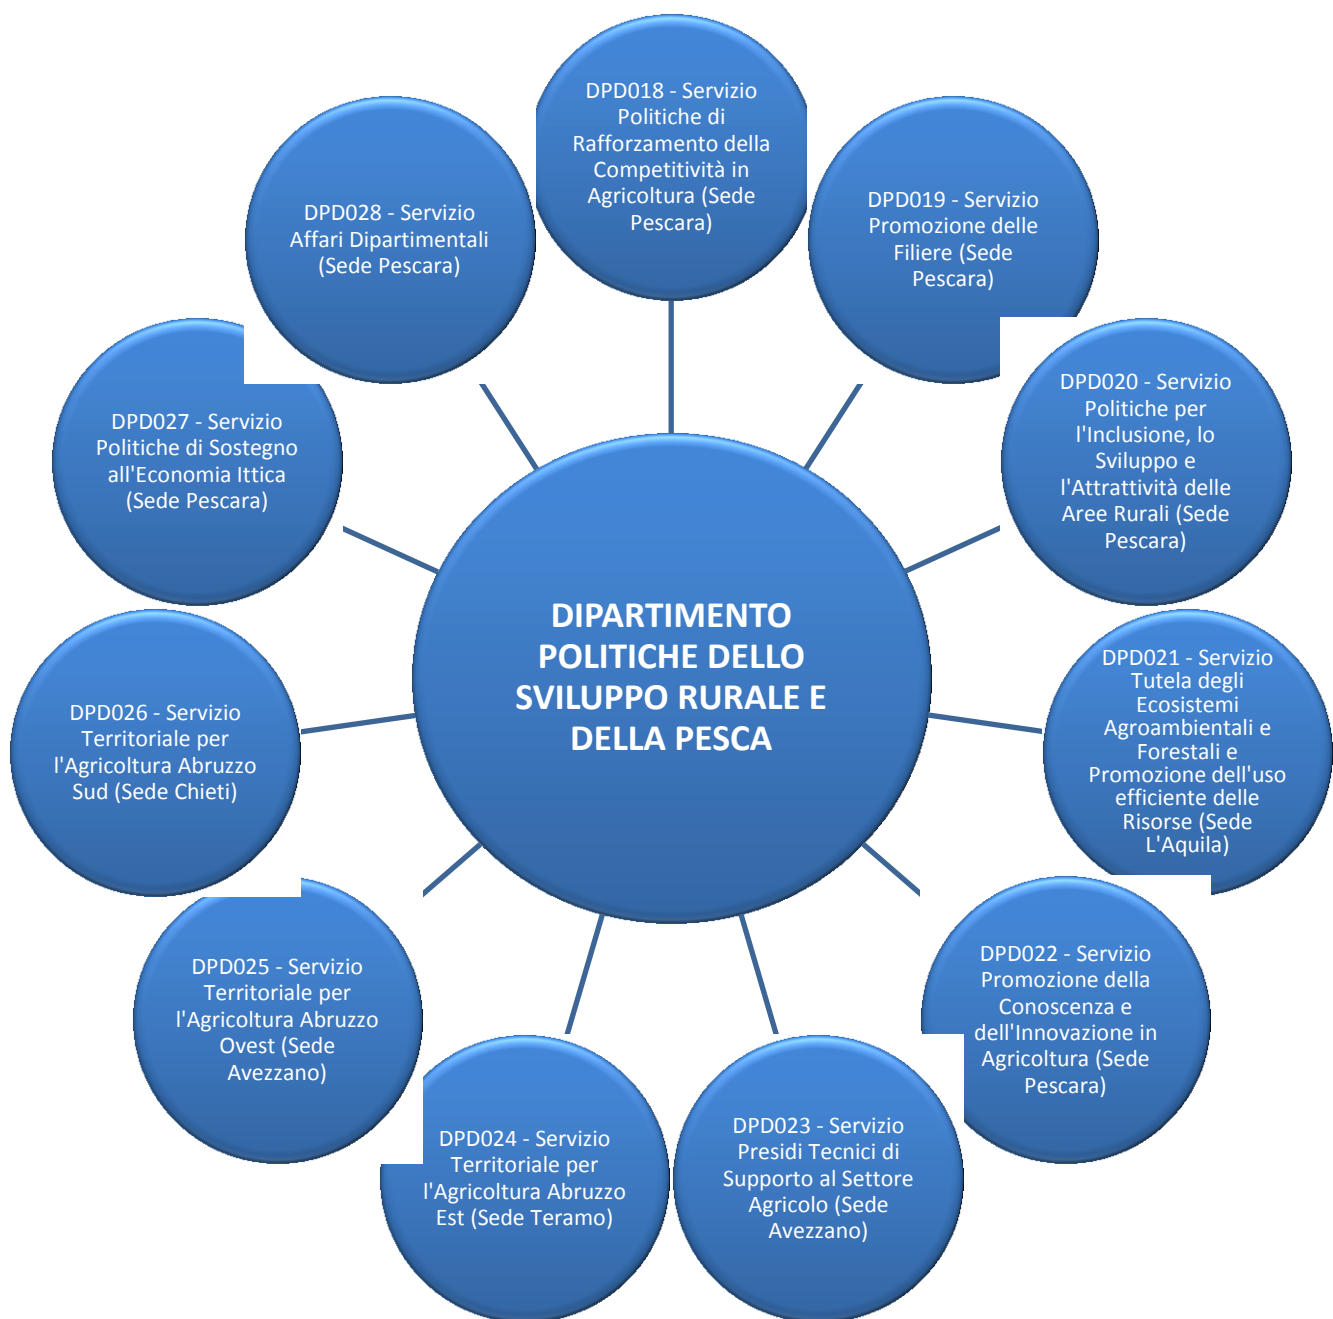 DPD018 - Servizio
Politiche di
Rafforzamento della
Competitività in
Agricoltura (Sede
Pescara)
DPD019 - Servizio
Promozione delle
Filiere (Sede
Pescara)
DPD020 - Servizio
Politiche per
l'Inclusione, lo
Sviluppo e
l'Attrattività delle
Aree Rurali (Sede
Pescara)
DPD021 - Servizio
Tutela degli
Ecosistemi
Agroambientali e
Forestali e
Promozione dell'uso
efficiente delle
Risorse (Sede
L'Aquila)
DPD022 - Servizio
Promozione della
Conoscenza e
dell'Innovazione in
Agricoltura (Sede
Pescara)
DPD023 - Servizio
Presidi Tecnici di
Supporto al Settore
Agricolo (Sede
Avezzano)
DPD024 - Servizio
Territoriale per
l'Agricoltura Abruzzo
Est (Sede Teramo)
DPD025 - Servizio
Territoriale per
l'Agricoltura Abruzzo
Ovest (Sede
Avezzano)
DPD026 - Servizio
Territoriale per
l'Agricoltura Abruzzo
Sud (Sede Chieti)
DPD027 - Servizio
Politiche di Sostegno
all'Economia Ittica
(Sede Pescara)
DPD028 - Servizio
Affari Dipartimentali
(Sede Pescara)
DIPARTIMENTO
POLITICHE DELLO
SVILUPPO RURALE E
DELLA PESCA